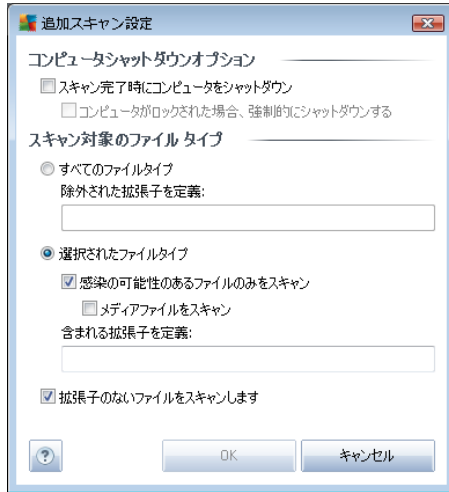 追加スキャン設定
コンピュータシャットダウンオプション
スキャン完了時にコンピュータをシャットダウン
コンピュータがロックされた場合、強制的にシャットダウンする
スキャン対象のファイル タイプ
すべてのファイルタイプ
除外された拡張子を定義:
選択されたファイルタイプ
感染の可能性のあるファイルのみをスキャン
メディアファイルをスキャン
含まれる拡張子を定義:
拡張子のないファイルをスキャンします
? OK キャンセル